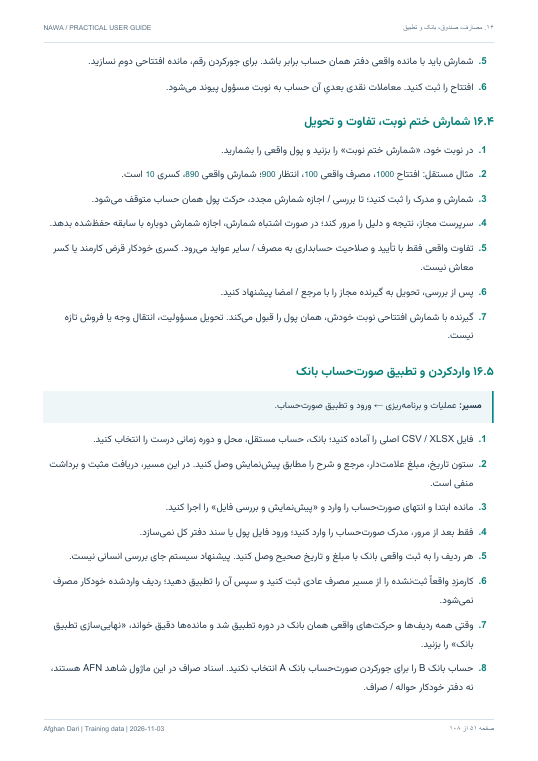 NAWA / PRACTICAL USER GUIDE
۱۶. مصارف، صندوق، بانک و تطبیق
5. شمارش باید با مانده واقعی دفتر همان حساب برابر باشد. برای جورکردن رقم، مانده افتتاحی دوم نسازید.
6. افتتاح را ثبت کنید. معاملات نقدی بعدیِ آن حساب به نوبت مسؤول پیوند می‌شود.
۱۶.۴ شمارش ختم نوبت، تفاوت و تحویل
1. در نوبت خود، «شمارش ختم نوبت» را بزنید و پول واقعی را بشمارید.
2. مثال مستقل: افتتاح 1000، مصرف واقعی 100، انتظار 900؛ شمارش واقعی 890، کسری 10 است.
3. شمارش و مدرک را ثبت کنید؛ تا بررسی / اجازه شمارش مجدد، حرکت پول همان حساب متوقف می‌شود.
4. سرپرست مجاز، نتیجه و دلیل را مرور کند؛ در صورت اشتباه شمارش، اجازه شمارش دوباره با سابقه حفظ‌شده بدهد.
5. تفاوت واقعی فقط با تأیید و صلاحیت حسابداری به مصرف / سایر عواید می‌رود. کسری خودکار قرض کارمند یا کسر
معاش نیست.
6. پس از بررسی، تحویل به گیرنده مجاز را با مرجع / امضا پیشنهاد کنید.
7. گیرنده با شمارش افتتاحی نوبت خودش، همان پول را قبول می‌کند. تحویل مسؤولیت، انتقال وجه یا فروش تازه
نیست.
۱۶.۵ واردکردن و تطبیق صورت‌حساب بانک
مسیر: عملیات و برنامه‌ریزی ← ورود و تطبیق صورت‌حساب.
1. فایل CSV / XLSX اصلی را آماده کنید؛ بانک، حساب مستقل، محل و دوره زمانی درست را انتخاب کنید.
2. ستون تاریخ، مبلغ علامت‌دار، مرجع و شرح را مطابق پیش‌نمایش وصل کنید. در این مسیر، دریافت مثبت و برداشت
منفی است.
3. مانده ابتدا و انتهای صورت‌حساب را وارد و «پیش‌نمایش و بررسی فایل» را اجرا کنید.
4. فقط بعد از مرور، مدرک صورت‌حساب را وارد کنید؛ ورود فایل پول یا سند دفتر کل نمی‌سازد.
5. هر ردیف را به ثبت واقعی بانک با مبلغ و تاریخ صحیح وصل کنید. پیشنهاد سیستم جای بررسی انسانی نیست.
6. کارمزدِ واقعاً ثبت‌نشده را از مسیر مصرف عادی ثبت کنید و سپس آن را تطبیق دهید؛ ردیف واردشده خودکار مصرف
نمی‌شود.
7. وقتی همه ردیف‌ها و حرکت‌های واقعی همان بانک در دوره تطبیق شد و مانده‌ها دقیق خواند، «نهایی‌سازی تطبیق
بانک» را بزنید.
8. حساب بانک B را برای جورکردن صورت‌حساب بانک A انتخاب نکنید. اسناد صراف در این ماژول شاهد AFN هستند،
نه دفتر خودکار حواله / صراف.
Afghan Dari | Training data | 2026-11-03
صفحه ۵۱ از ۱۰۸